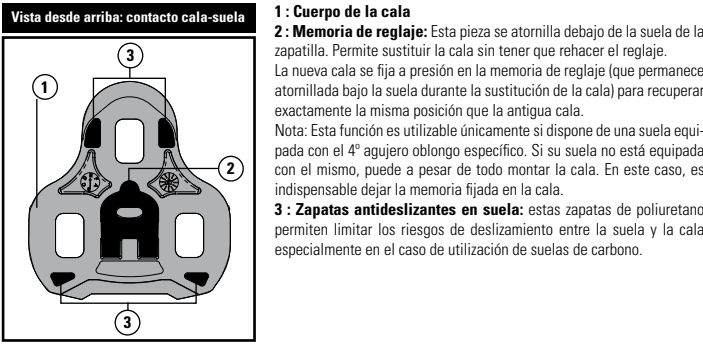 Vista desde arriba: contacto cala-suela
3
1
2
3
1 : Cuerpo de la cala
2 : Memoria de reglaje: Esta pieza se atornilla debajo de la suela de la
zapatilla. Permite sustituir la cala sin tener que rehacer el reglaje.
La nueva cala se fija a presión en la memoria de reglaje (que permanece
atornillada bajo la suela durante la sustitución de la cala) para recuperar
exactamente la misma posición que la antigua cala.
Nota: Esta función es utilizable únicamente si dispone de una suela equi-
pada con el 4º agujero oblongo específico. Si su suela no está equipada
con el mismo, puede a pesar de todo montar la cala. En este caso, es
indispensable dejar la memoria fijada en la cala.
3 : Zapatas antideslizantes en suela: estas zapatas de poliuretano
permiten limitar los riesgos de deslizamiento entre la suela y la cala
especialmente en el caso de utilización de suelas de carbono.